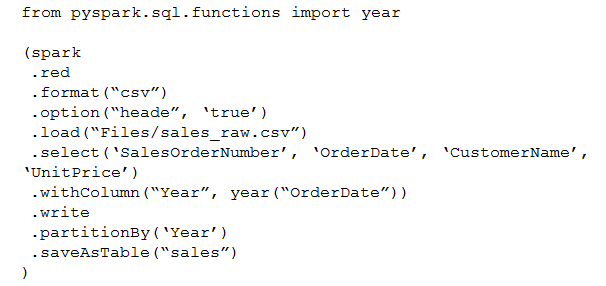 from pyspark.sql.functions import year
(spark
.red
.format(“csv”)
.option(“heade”, ‘true’)
.load(“Files/sales_raw.csv”)
.select(‘SalesOrderNumber’, ‘OrderDate’, ‘CustomerName’,
‘UnitPrice’)
.withColumn(“Year”, year(“OrderDate”))
.write
.partitionBy(‘Year’)
.saveAsTable(“sales”)
)